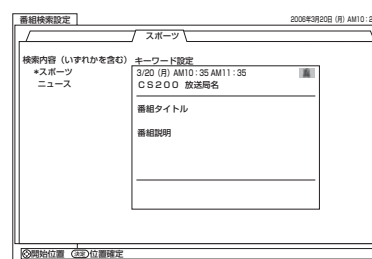 番組検索設定 2006年3月20日 (月) AM10:2
スポーツ
検索内容（いずれかを含む） キーワード設定
*スポーツ
ニュース
3/20 (月) AM10:35 AM11:35
CS200 放送局名
番組タイトル
番組説明
開始位置 決定 位置確定